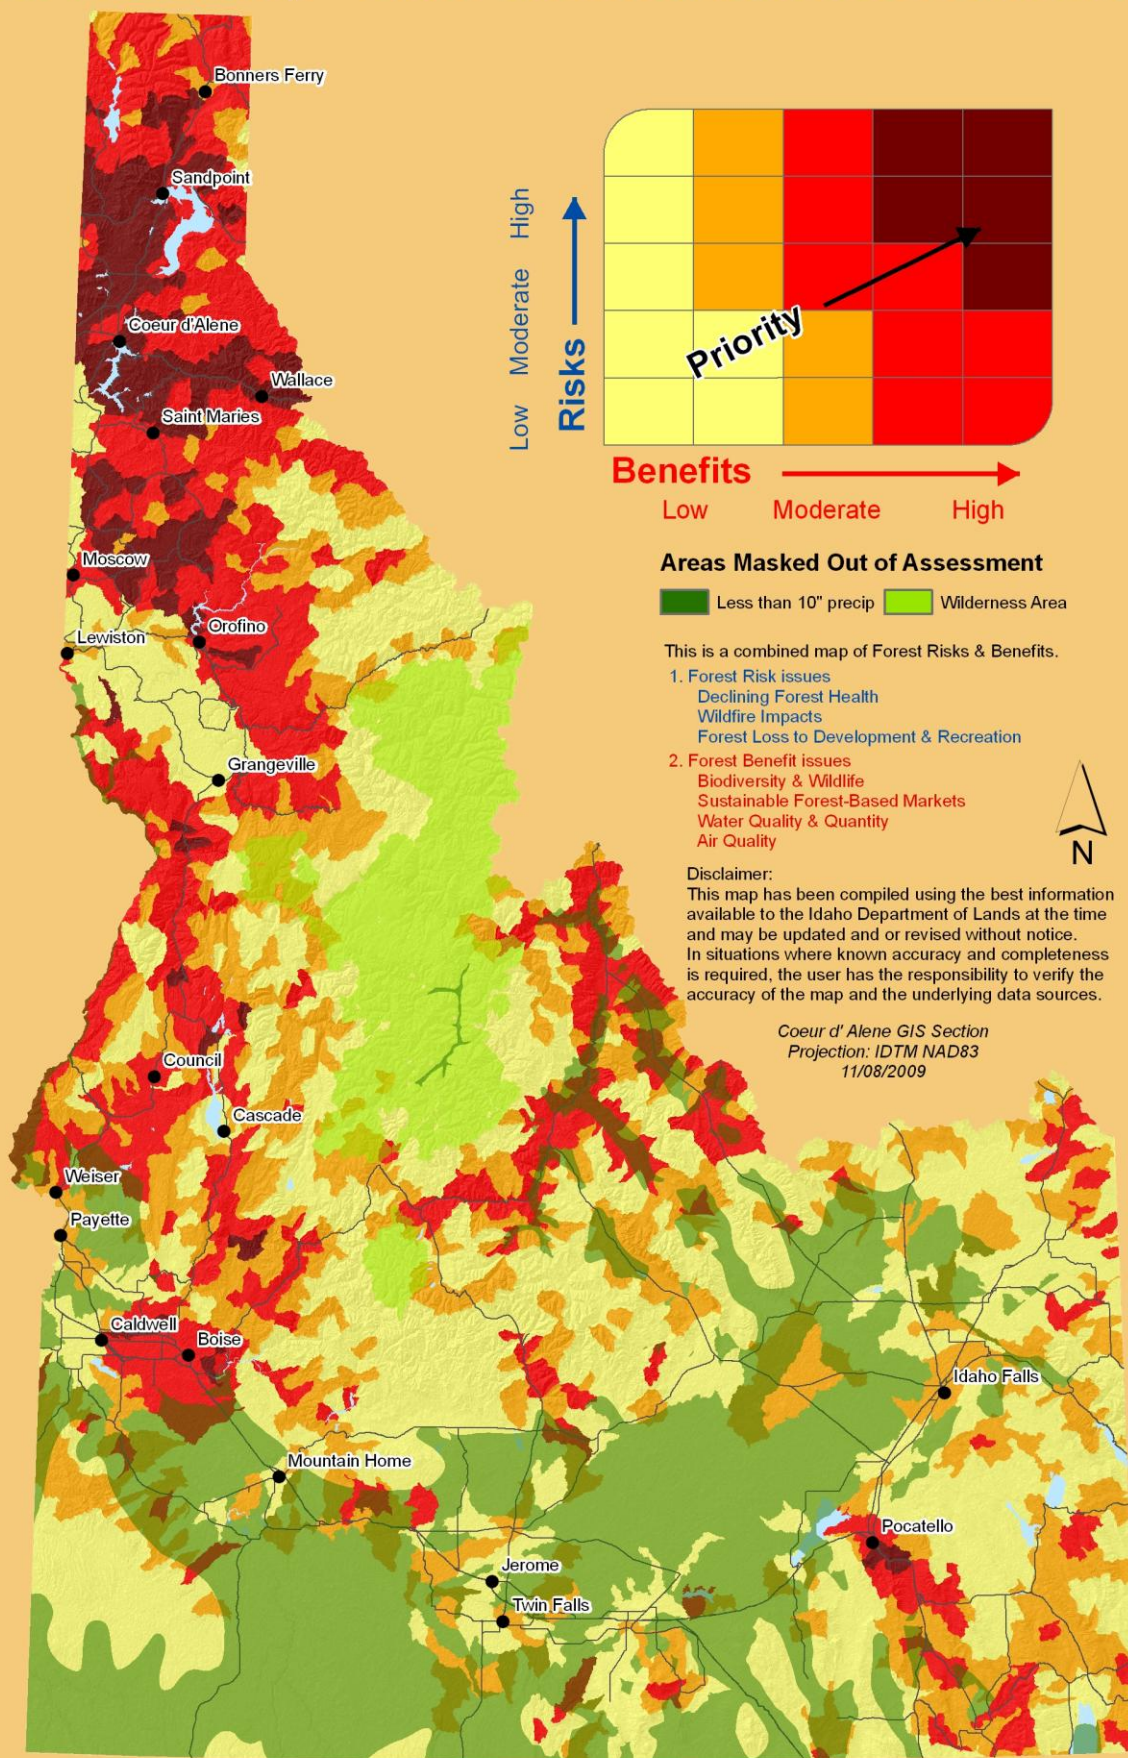 Bonners Ferry
Sandpoint
Coeur d'Alene
Wallace
Saint Maries
Moscow
Orofino
Lewiston
Grangeville
Council
Cascade
Weiser
Payette
Caldwell
Boise
Idaho Falls
Mountain Home
Pocatello
Jerome
Twin Falls
Low Moderate High
Risks
Priority
Benefits
Low Moderate High
Areas Masked Out of Assessment
Less than 10" precip Wilderness Area
This is a combined map of Forest Risks & Benefits.
1. Forest Risk issues
Declining Forest Health
Wildfire Impacts
Forest Loss to Development & Recreation
2. Forest Benefit issues
Biodiversity & Wildlife
Sustainable Forest-Based Markets
Water Quality & Quantity
Air Quality
N
Disclaimer:
This map has been compiled using the best information
available to the Idaho Department of Lands at the time
and may be updated and or revised without notice.
In situations where known accuracy and completeness
is required, the user has the responsibility to verify the
accuracy of the map and the underlying data sources.
Coeur d' Alene GIS Section
Projection: IDTM NAD83
11/08/2009